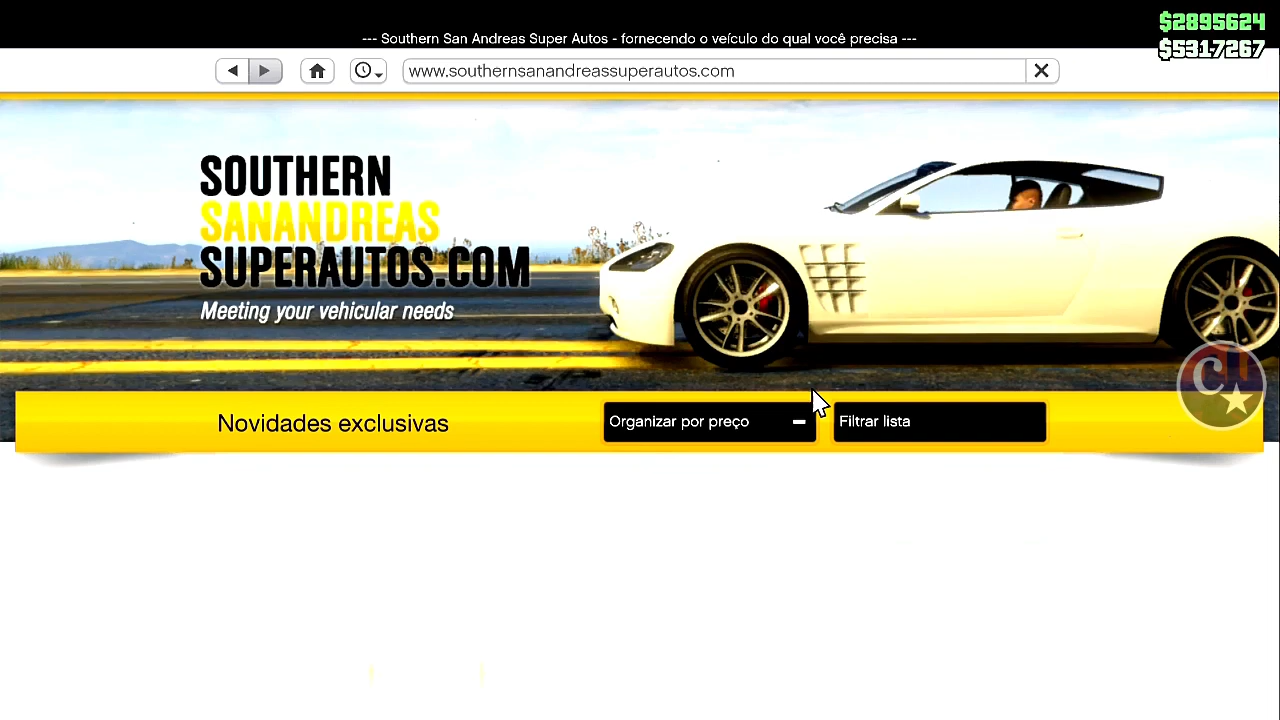 $2895624
--- Southern San Andreas Super Autos - fornecendo o veículo do qual você precisa ---
$5317267
www.southernsanandreassuperautos.com
SOUTHERN
SANANDREAS
SUPERAUTOS.COM
Meeting your vehicular needs
CU
Novidades exclusivas
Organizar por preço
Filtrar lista